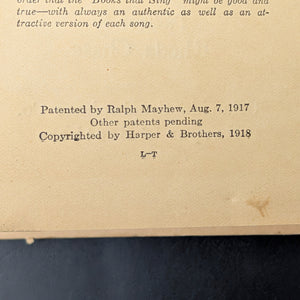 order that the "Books that Sing" might be good and
true—with always an authentic as well as an at-
tractive version of each song.
Patented by Ralph Mayhew, Aug. 7, 1917
Other patents pending
Copyrighted by Harper & Brothers, 1918
L-T